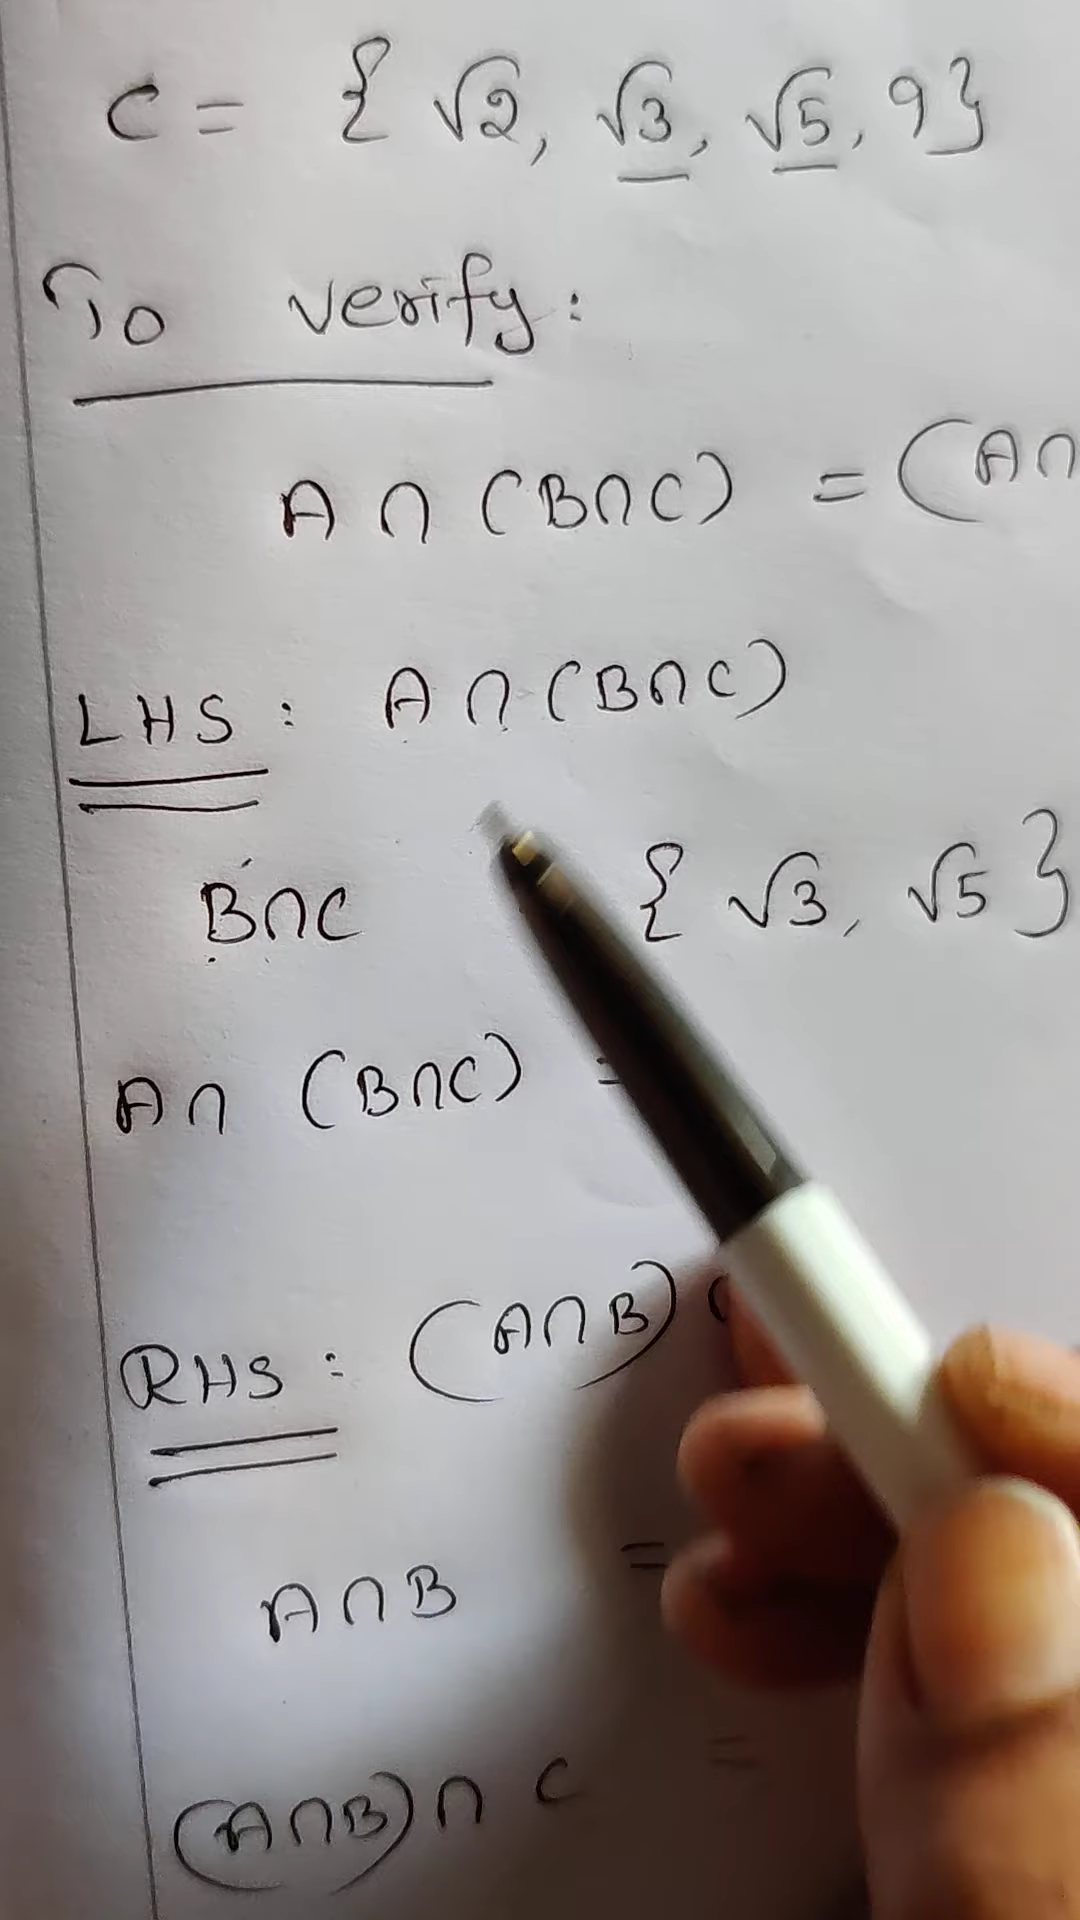 C = { √2, √3, √5, 9}
To verify:
A ∩ (B∩C) = (A∩
LHS : A ∩ (B∩C)
B∩C { √3, √5 }
A∩ (B∩C) =
RHS : (A∩B)
A∩B =
(A∩B)∩ C =